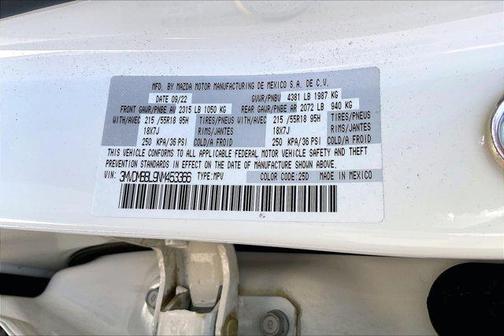 MFD. BY MAZDA MOTOR MANUFACTURING DE MEXICO S.A. DE C.V.
DATE 09/22 GVWR/PNBV 4381 LB 1987 KG
FRONT GAWR/PNBE AV 2315 LB 1050 KG REAR GAWR/PNBE AR 2072 LB 940 KG
WITH/AVEC 215 /55R18 95H TIRES/PNEU WITH/AVEC 215 /55R18 95H TIRES/PNEU
18X7J RIMS/JANTES 18X7J RIMS/JANTES
250 KPA/36 PSI COLD/A FROID 250 KPA/36 PSI COLD/A FROID
THIS VEHICLE CONFORMS TO ALL APPLICABLE FEDERAL MOTOR VEHICLE SAFETY AND THEFT
PREVENTION STANDARDS IN EFFECT ON THE DATE OF MANUFACTURE SHOWN ABOVE.
VIN: 3MVDMBBL9NM463366 TYPE: MPV COLOR CODE: 25D MADE IN MEXICO